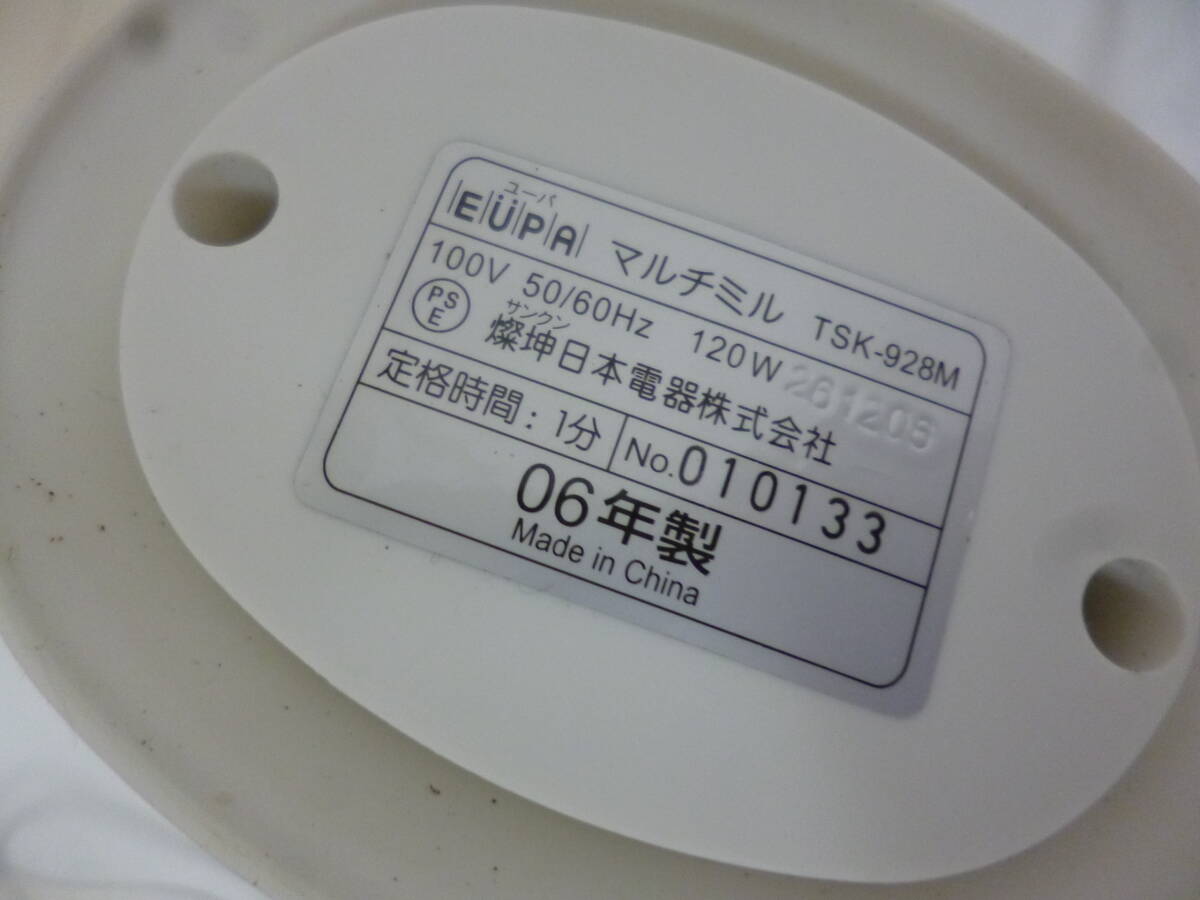 ユーパ
EÜPA マルチミル TSK-928M
100V 50/60Hz 120W 261205
サンクン
PSE 燦坤日本電器株式会社
定格時間:1分 No.010133
06年製
Made in China